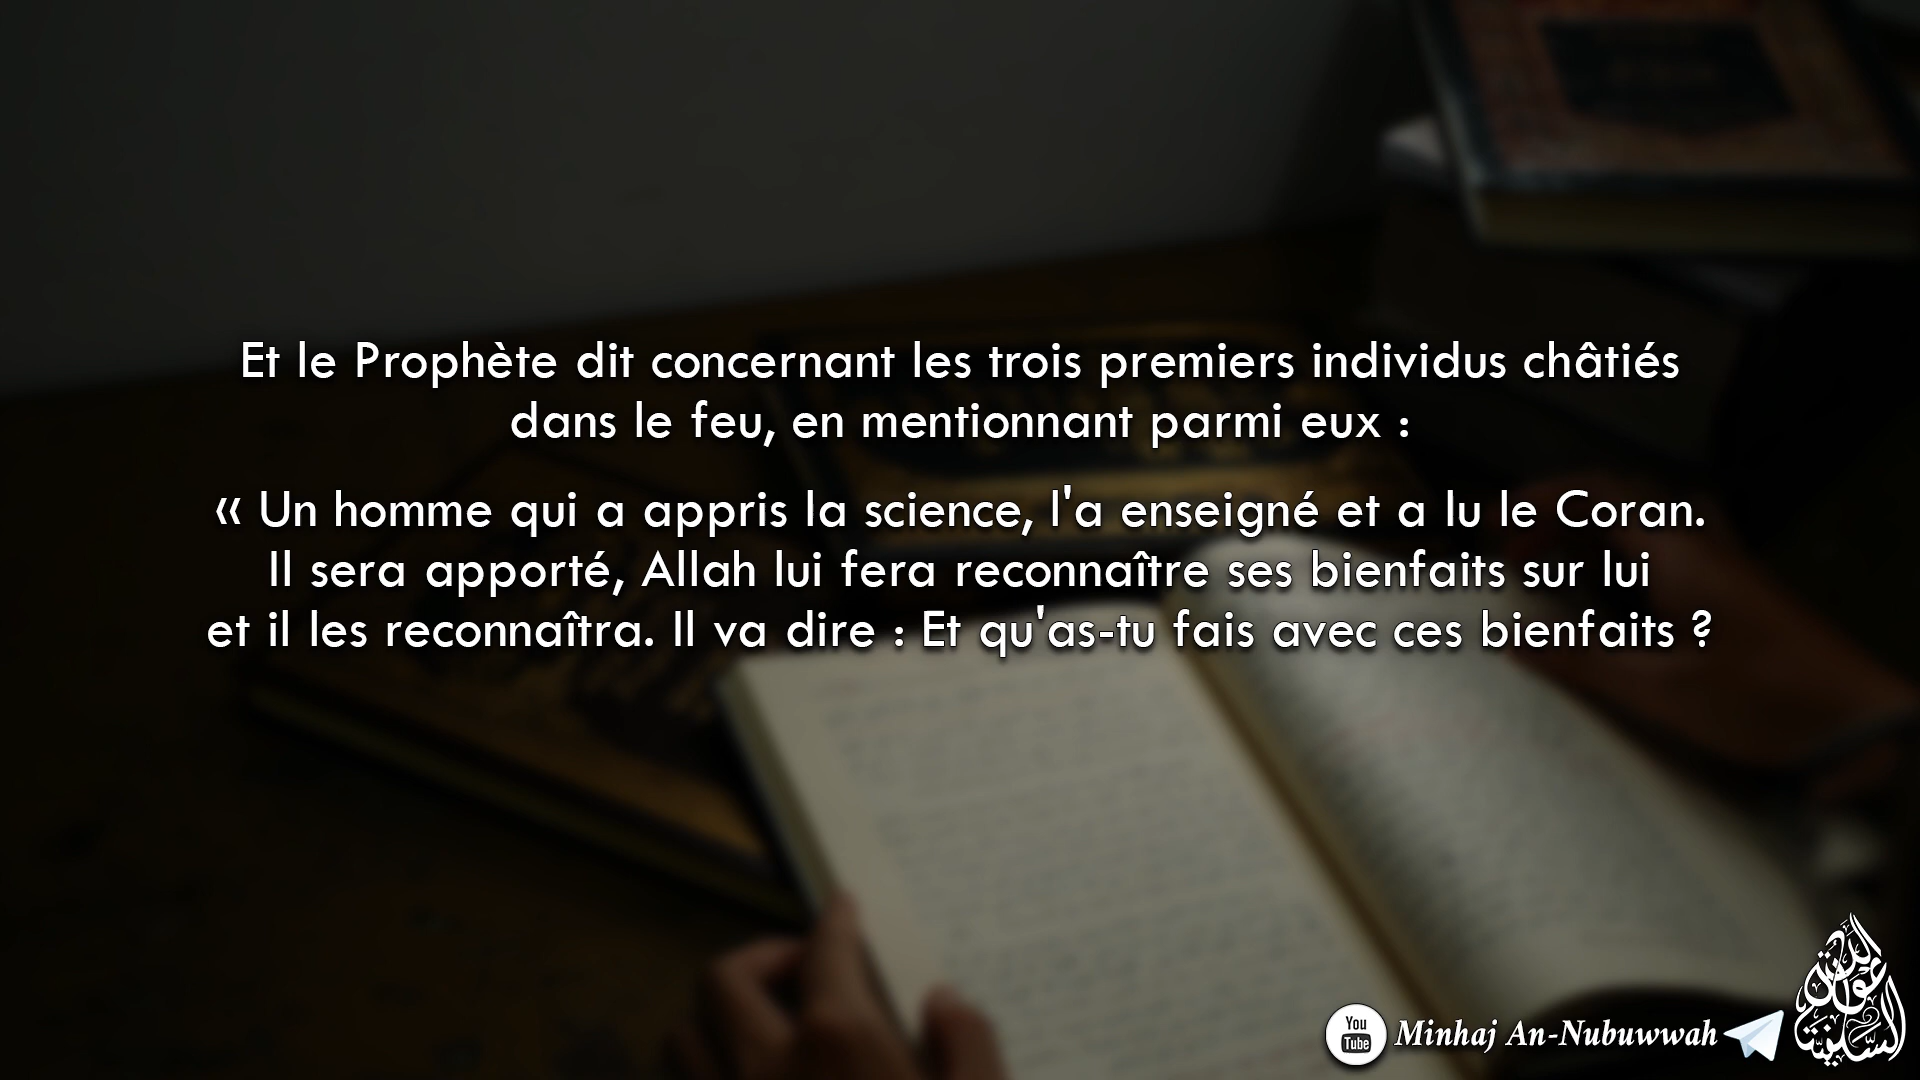 Et le Prophète dit concernant les trois premiers individus châtiés
dans le feu, en mentionnant parmi eux :
« Un homme qui a appris la science, l'a enseigné et a lu le Coran.
Il sera apporté, Allah lui fera reconnaître ses bienfaits sur lui
et il les reconnaîtra. Il va dire : Et qu'as-tu fais avec ces bienfaits ?
You
Tube
Minhaj An-Nubuwwah